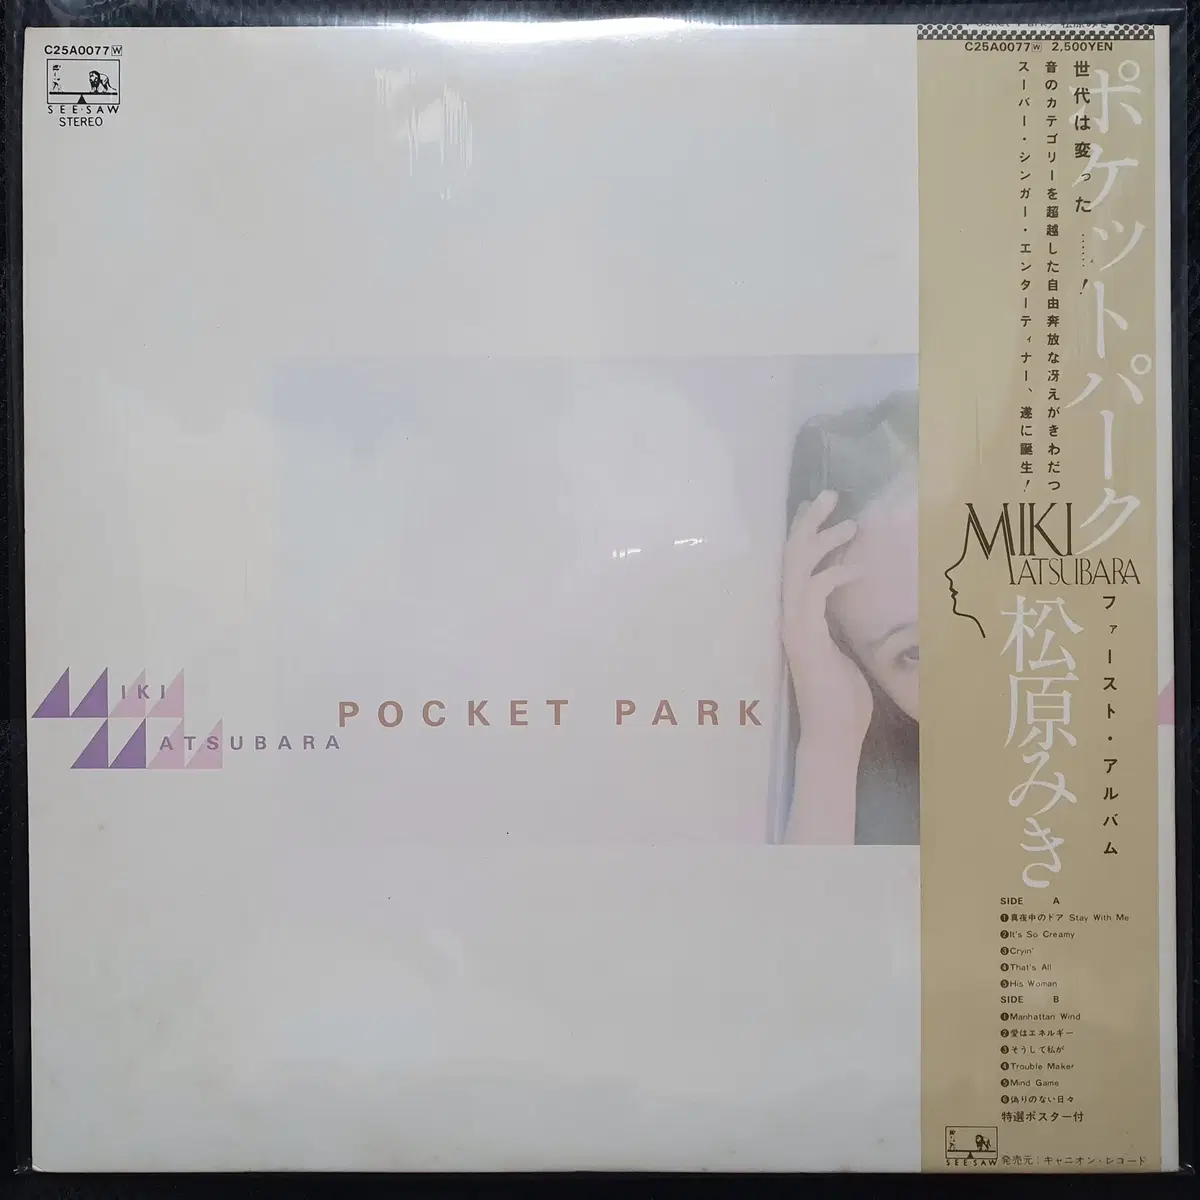 C25A0077W
SEE·SAW
STEREO
MIKI
MATSUBARA
POCKET PARK
C25A0077W 2,500YEN
世代は変った……!
音のカテゴリーを超越した自由奔放な冴えがきわだつ
スーパー・シンガー・エンターティナー、遂に誕生!
ポケットパーク
MIKI
MATSUBARA
ファースト・アルバム
松原みき
SIDE A
❶真夜中のドア Stay With Me
❷It's So Creamy
❸Cryin'
❹That's All
❺His Woman
SIDE B
❶Manhattan Wind
❷愛はエネルギー
❸そうして私が
❹Trouble Maker
❺Mind Game
❻偽りのない日々
特選ポスター付
SEE·SAW
発売元:キャニオン・レコード